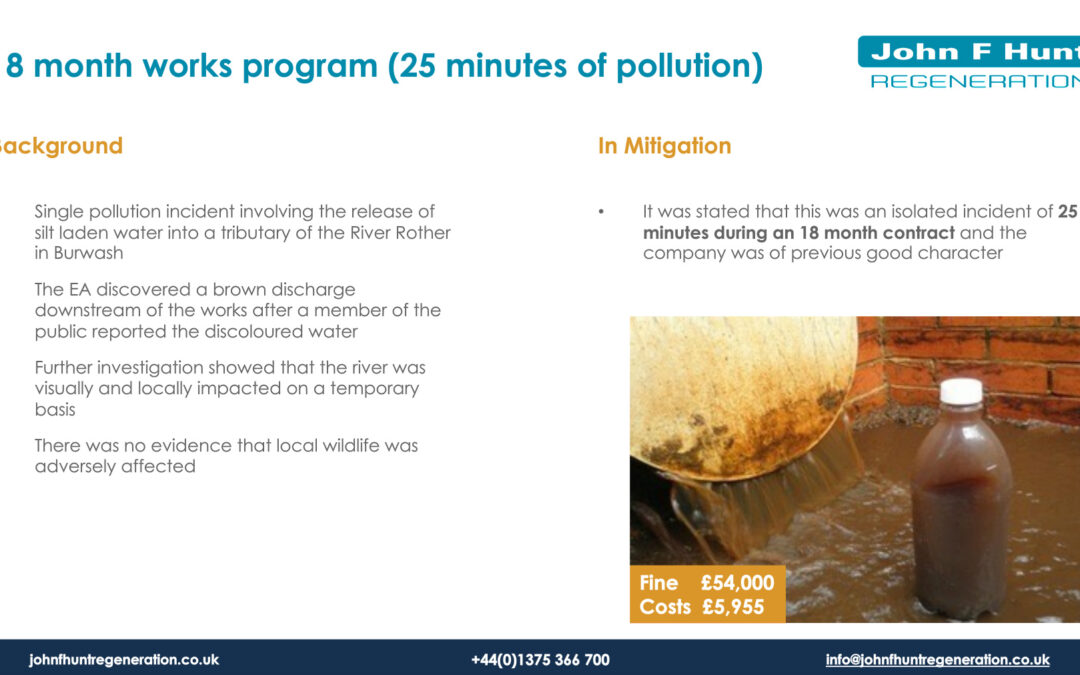 8 month works program (25 minutes of pollution)
John F Hunt
REGENERATION
Background
Single pollution incident involving the release of
silt laden water into a tributary of the River Rother
in Burwash
The EA discovered a brown discharge
downstream of the works after a member of the
public reported the discoloured water
Further investigation showed that the river was
visually and locally impacted on a temporary
basis
There was no evidence that local wildlife was
adversely affected
In Mitigation
• It was stated that this was an isolated incident of 25
minutes during an 18 month contract and the
company was of previous good character
Fine £54,000
Costs £5,955
johnfhuntregeneration.co.uk
+44(0)1375 366 700
info@johnfhuntregeneration.co.uk